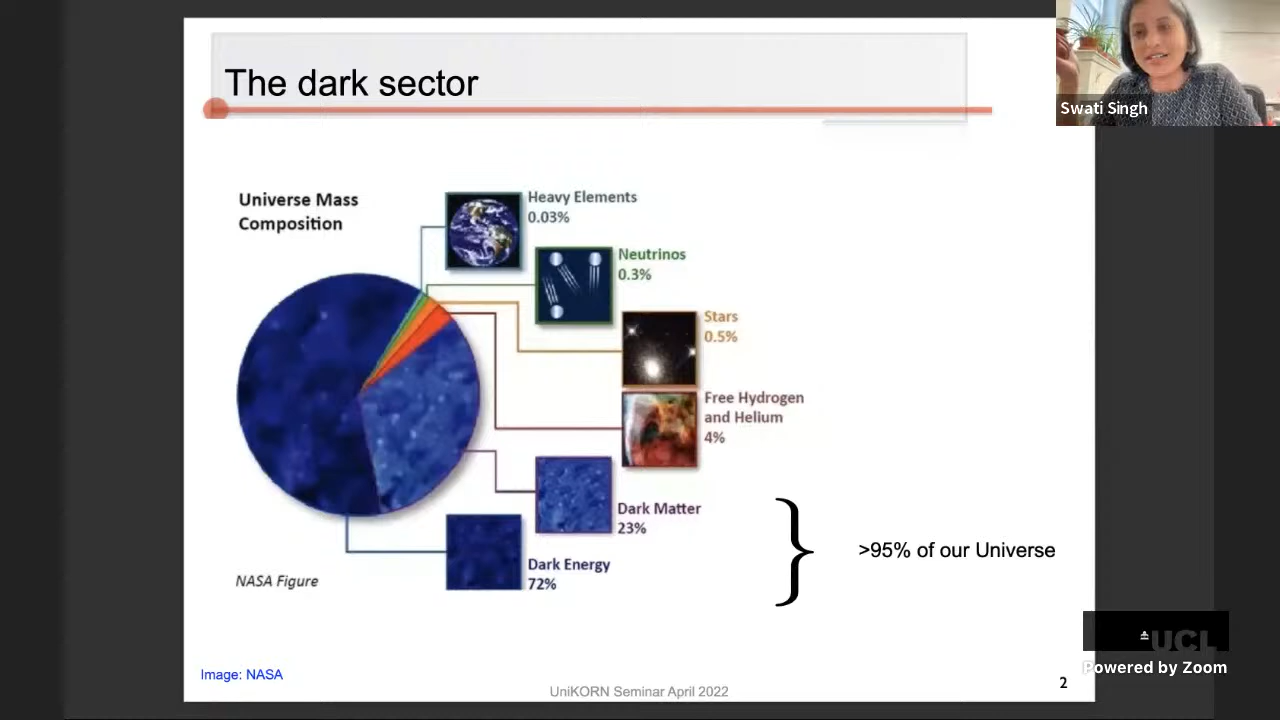 The dark sector
Swati Singh
Universe Mass
Composition
Heavy Elements
0.03%
Neutrinos
0.3%
Stars
0.5%
Free Hydrogen
and Helium
4%
Dark Matter
23%
Dark Energy
72%
>95% of our Universe
NASA Figure
Image: NASA
UniKORN Seminar April 2022
2
UCL
Powered by Zoom